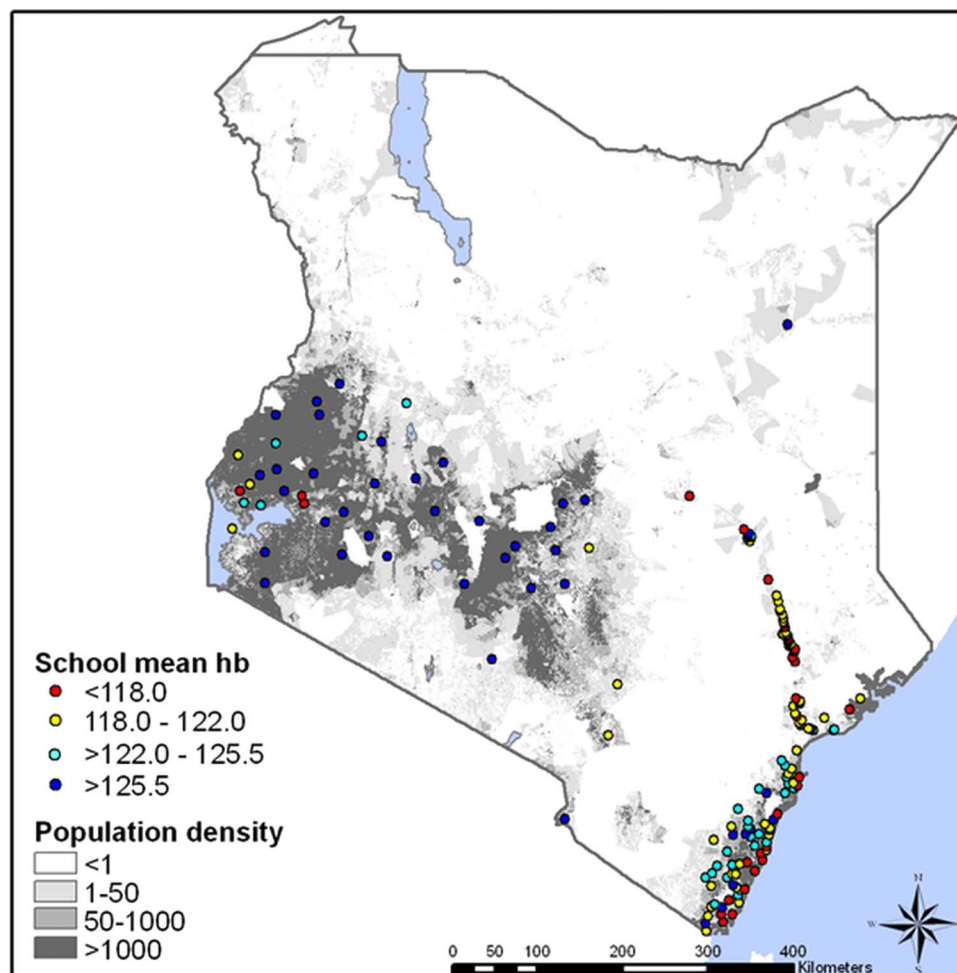 School mean hb
<118.0
118.0 - 122.0
>122.0 - 125.5
>125.5
Population density
<1
1-50
50-1000
>1000
N
W
E
S
0 50 100 200 300 400
Kilometers